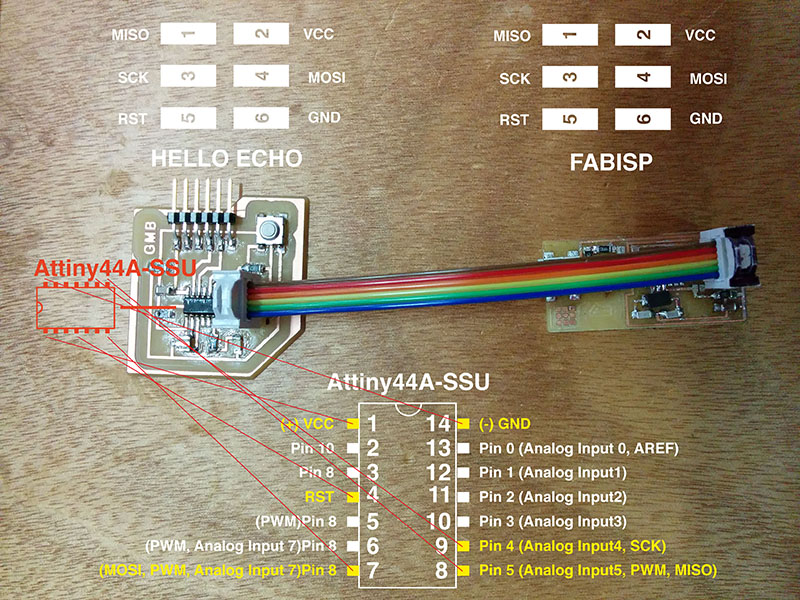 MISO 1 2 VCC
SCK 3 4 MOSI
RST 5 6 GND
HELLO ECHO
MISO 1 2 VCC
SCK 3 4 MOSI
RST 5 6 GND
FABISP
GMB
Attiny44A-SSU
Attiny44A-SSU
(+) VCC 1 14 (-) GND
Pin 10 2 13 Pin 0 (Analog Input 0, AREF)
Pin 8 3 12 Pin 1 (Analog Input1)
RST 4 11 Pin 2 (Analog Input2)
(PWM)Pin 8 5 10 Pin 3 (Analog Input3)
(PWM, Analog Input 7)Pin 8 6 9 Pin 4 (Analog Input4, SCK)
(MOSI, PWM, Analog Input 7)Pin 8 7 8 Pin 5 (Analog Input5, PWM, MISO)